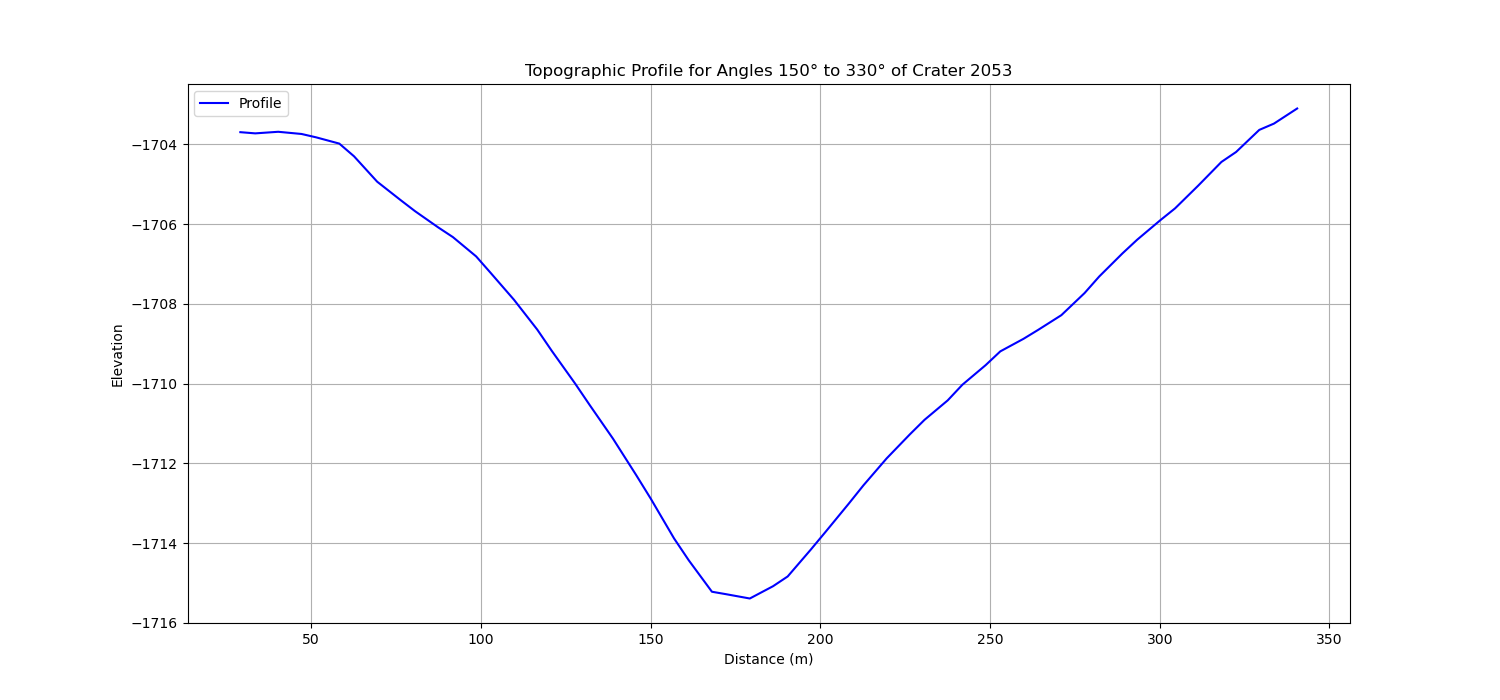 Topographic Profile for Angles 150° to 330° of Crater 2053
Profile
−1704
−1706
−1708
−1710
−1712
−1714
−1716
Elevation
50 100 150 200 250 300 350
Distance (m)